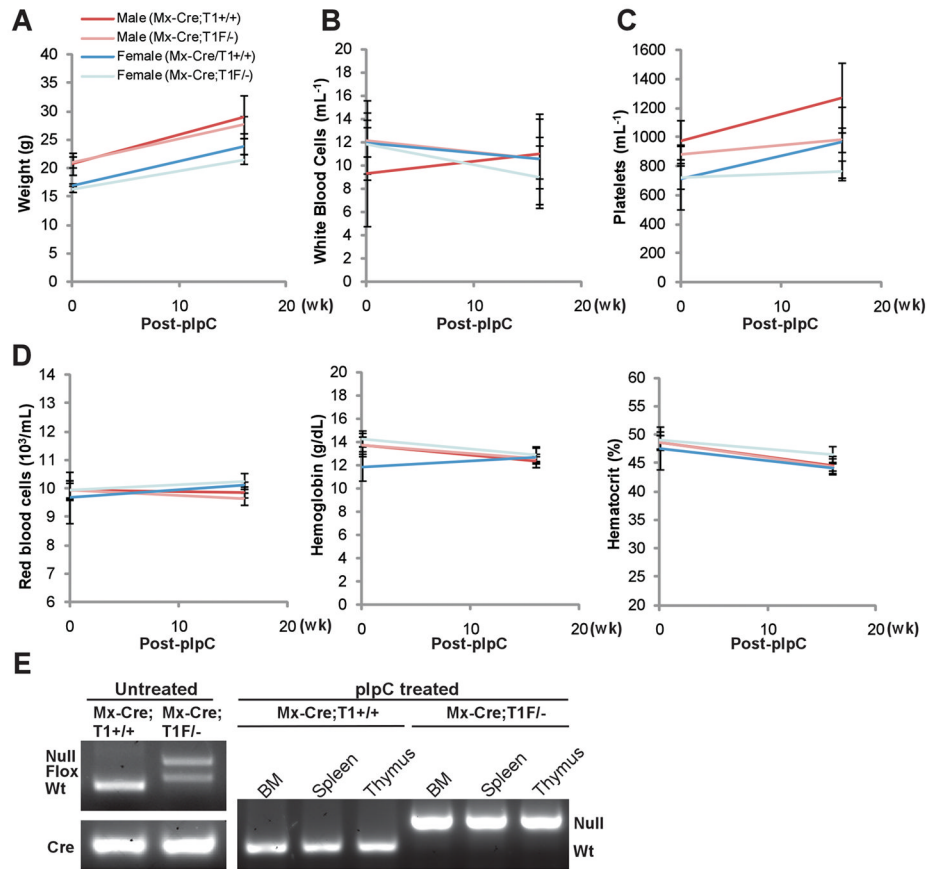 A
Male (Mx-Cre;T1+/+)
Male (Mx-Cre;T1F/-)
Female (Mx-Cre/T1+/+)
Female (Mx-Cre;T1F/-)
Weight (g)
40
35
30
25
20
15
10
5
0
0 10 20 (wk)
Post-pIpC
B
White Blood Cells (mL-1)
20
18
16
14
12
10
8
6
4
2
0
0 10 20 (wk)
Post-pIpC
C
Platelets (mL-1)
1600
1400
1200
1000
800
600
400
200
0
0 10 20 (wk)
Post-pIpC
D
Red blood cells (10³/mL)
14
13
12
11
10
9
8
7
6
0 10 20 (wk)
Post-pIpC
Hemoglobin (g/dL)
20
18
16
14
12
10
8
6
4
2
0
0 10 20 (wk)
Post-pIpC
Hematocrit (%)
60
55
50
45
40
35
30
25
20
0 10 20 (wk)
Post-pIpC
E
Untreated
Mx-Cre; Mx-Cre;
T1+/+ T1F/-
Null
Flox
Wt
Cre
pIpC treated
Mx-Cre;T1+/+ Mx-Cre;T1F/-
BM Spleen Thymus BM Spleen Thymus
Null
Wt